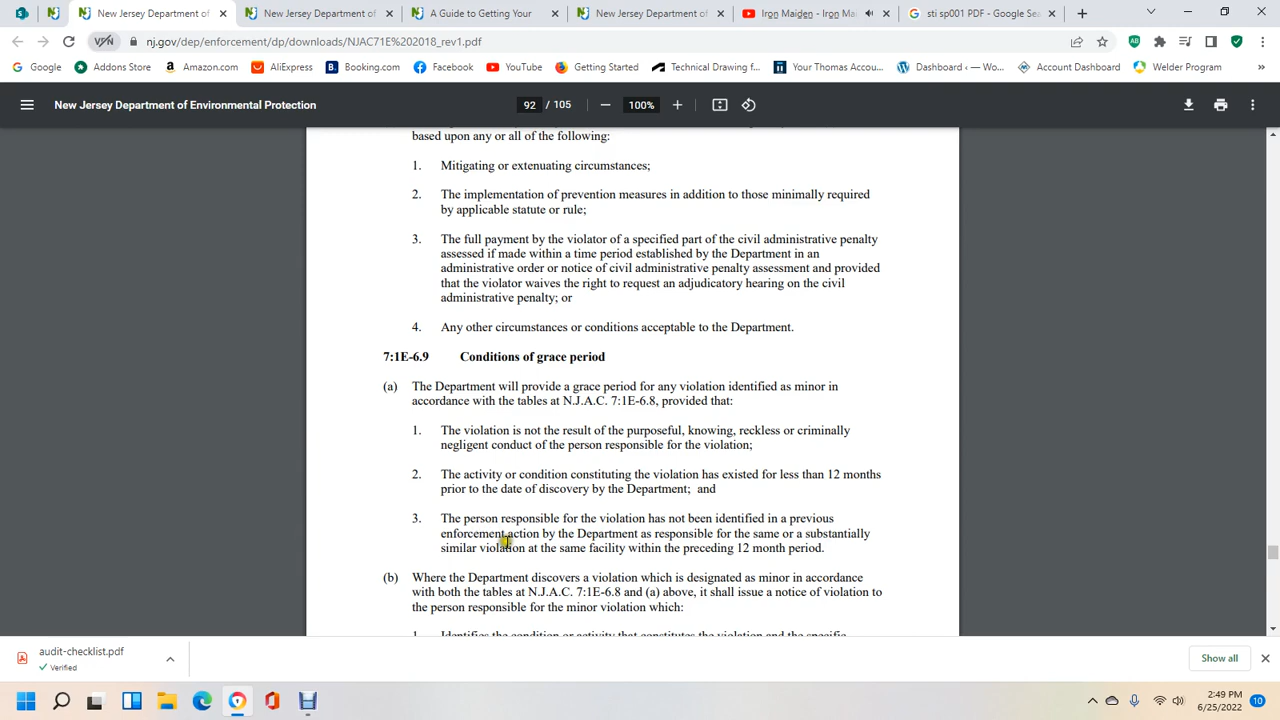 New Jersey Department of
New Jersey Department of
A Guide to Getting Your
New Jersey Department of
Iron Maiden - Iron Ma
sti sp001 PDF - Google Sea
VPN
nj.gov/dep/enforcement/dp/downloads/NJAC71E%202018_rev1.pdf
Google
Addons Store
Amazon.com
AliExpress
Booking.com
Facebook
YouTube
Getting Started
Technical Drawing f...
Your Thomas Accou...
Dashboard ‹ — Wo...
Account Dashboard
Welder Program
»
New Jersey Department of Environmental Protection
92 / 105
100%
based upon any or all of the following:
1. Mitigating or extenuating circumstances;
2. The implementation of prevention measures in addition to those minimally required
by applicable statute or rule;
3. The full payment by the violator of a specified part of the civil administrative penalty
assessed if made within a time period established by the Department in an
administrative order or notice of civil administrative penalty assessment and provided
that the violator waives the right to request an adjudicatory hearing on the civil
administrative penalty; or
4. Any other circumstances or conditions acceptable to the Department.
7:1E-6.9 Conditions of grace period
(a) The Department will provide a grace period for any violation identified as minor in
accordance with the tables at N.J.A.C. 7:1E-6.8, provided that:
1. The violation is not the result of the purposeful, knowing, reckless or criminally
negligent conduct of the person responsible for the violation;
2. The activity or condition constituting the violation has existed for less than 12 months
prior to the date of discovery by the Department; and
3. The person responsible for the violation has not been identified in a previous
enforcement action by the Department as responsible for the same or a substantially
similar violation at the same facility within the preceding 12 month period.
(b) Where the Department discovers a violation which is designated as minor in accordance
with both the tables at N.J.A.C. 7:1E-6.8 and (a) above, it shall issue a notice of violation to
the person responsible for the minor violation which:
1. Identifies the condition or activity that constitutes the violation and the specific
audit-checklist.pdf
Verified
Show all
2:49 PM
6/25/2022
10